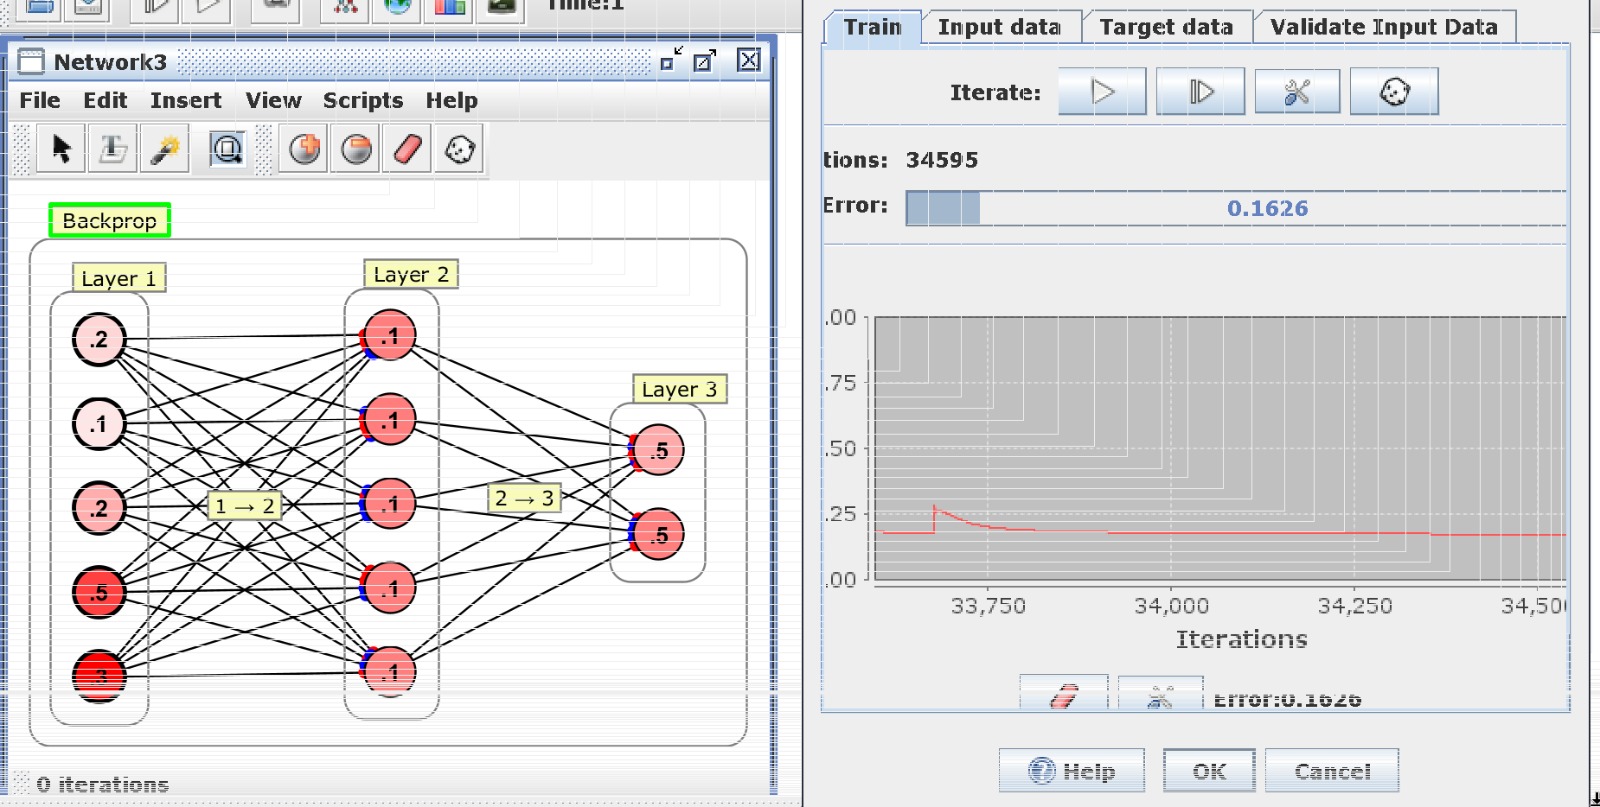 Time:1
Network3
File Edit Insert View Scripts Help
Backprop
Layer 1
Layer 2
Layer 3
.2
.1
.2
.5
.3
.1
.1
.1
.1
.1
.5
.5
1 → 2
2 → 3
0 iterations
Train Input data Target data Validate Input Data
Iterate:
tions: 34595
Error: 0.1626
.00
.75
.50
.25
.00
33,750 34,000 34,250 34,50
Iterations
Error:0.1626
Help OK Cancel